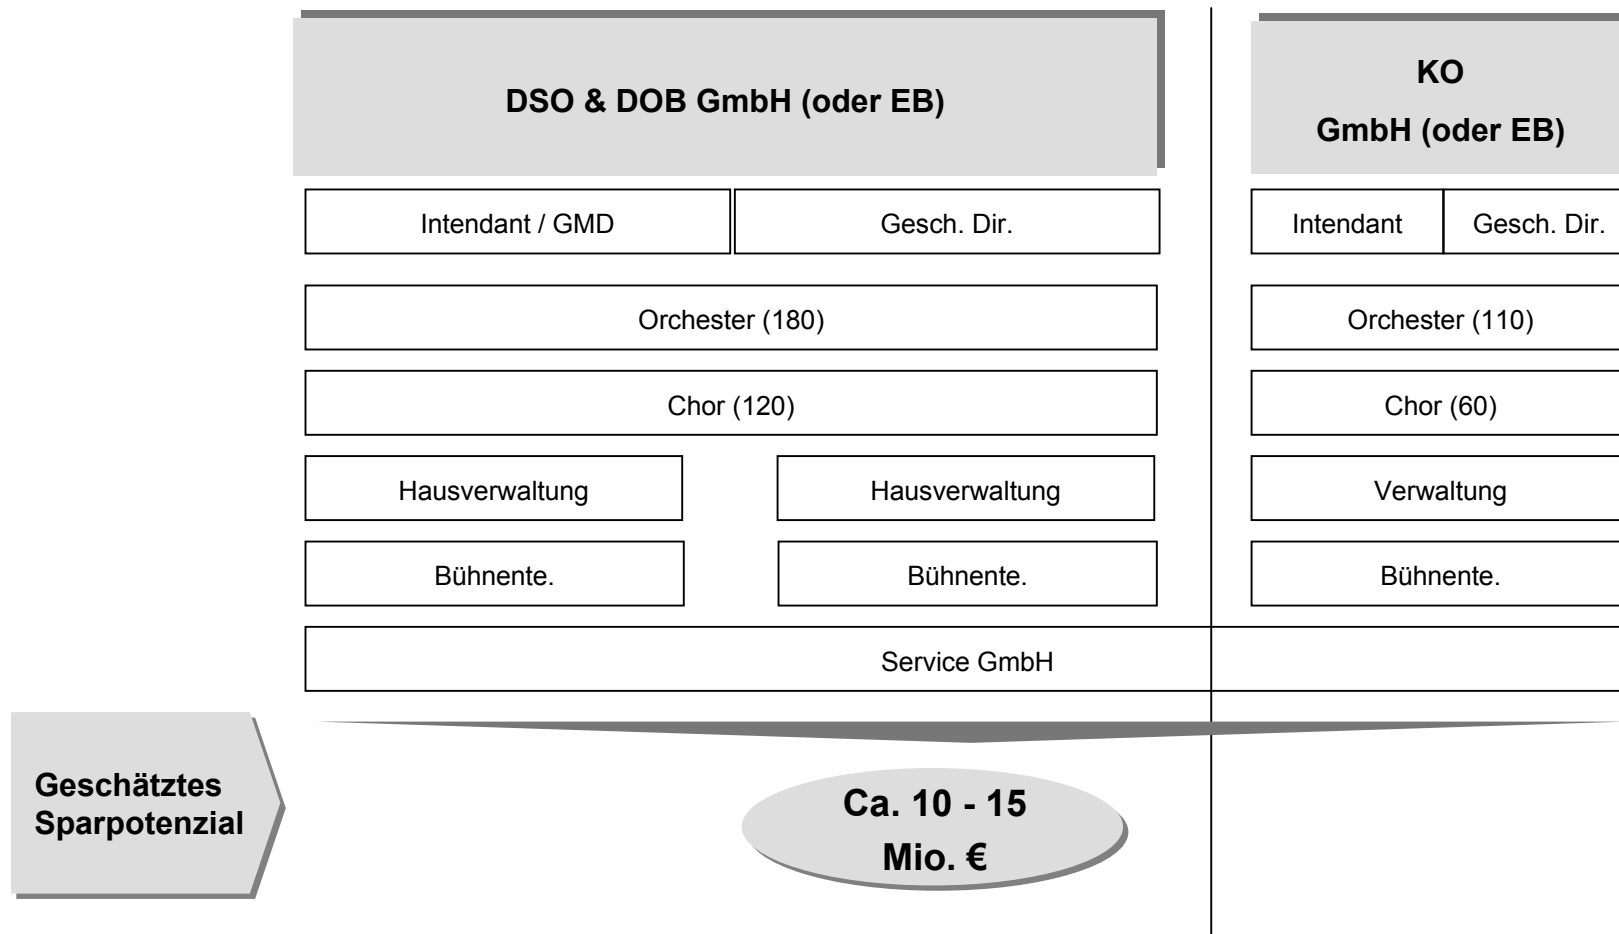 DSO & DOB GmbH (oder EB)
KO
GmbH (oder EB)
Intendant / GMD
Gesch. Dir.
Intendant
Gesch. Dir.
Orchester (180)
Orchester (110)
Chor (120)
Chor (60)
Hausverwaltung
Hausverwaltung
Verwaltung
Bühnente.
Bühnente.
Bühnente.
Service GmbH
Geschätztes
Sparpotenzial
Ca. 10 - 15
Mio. €